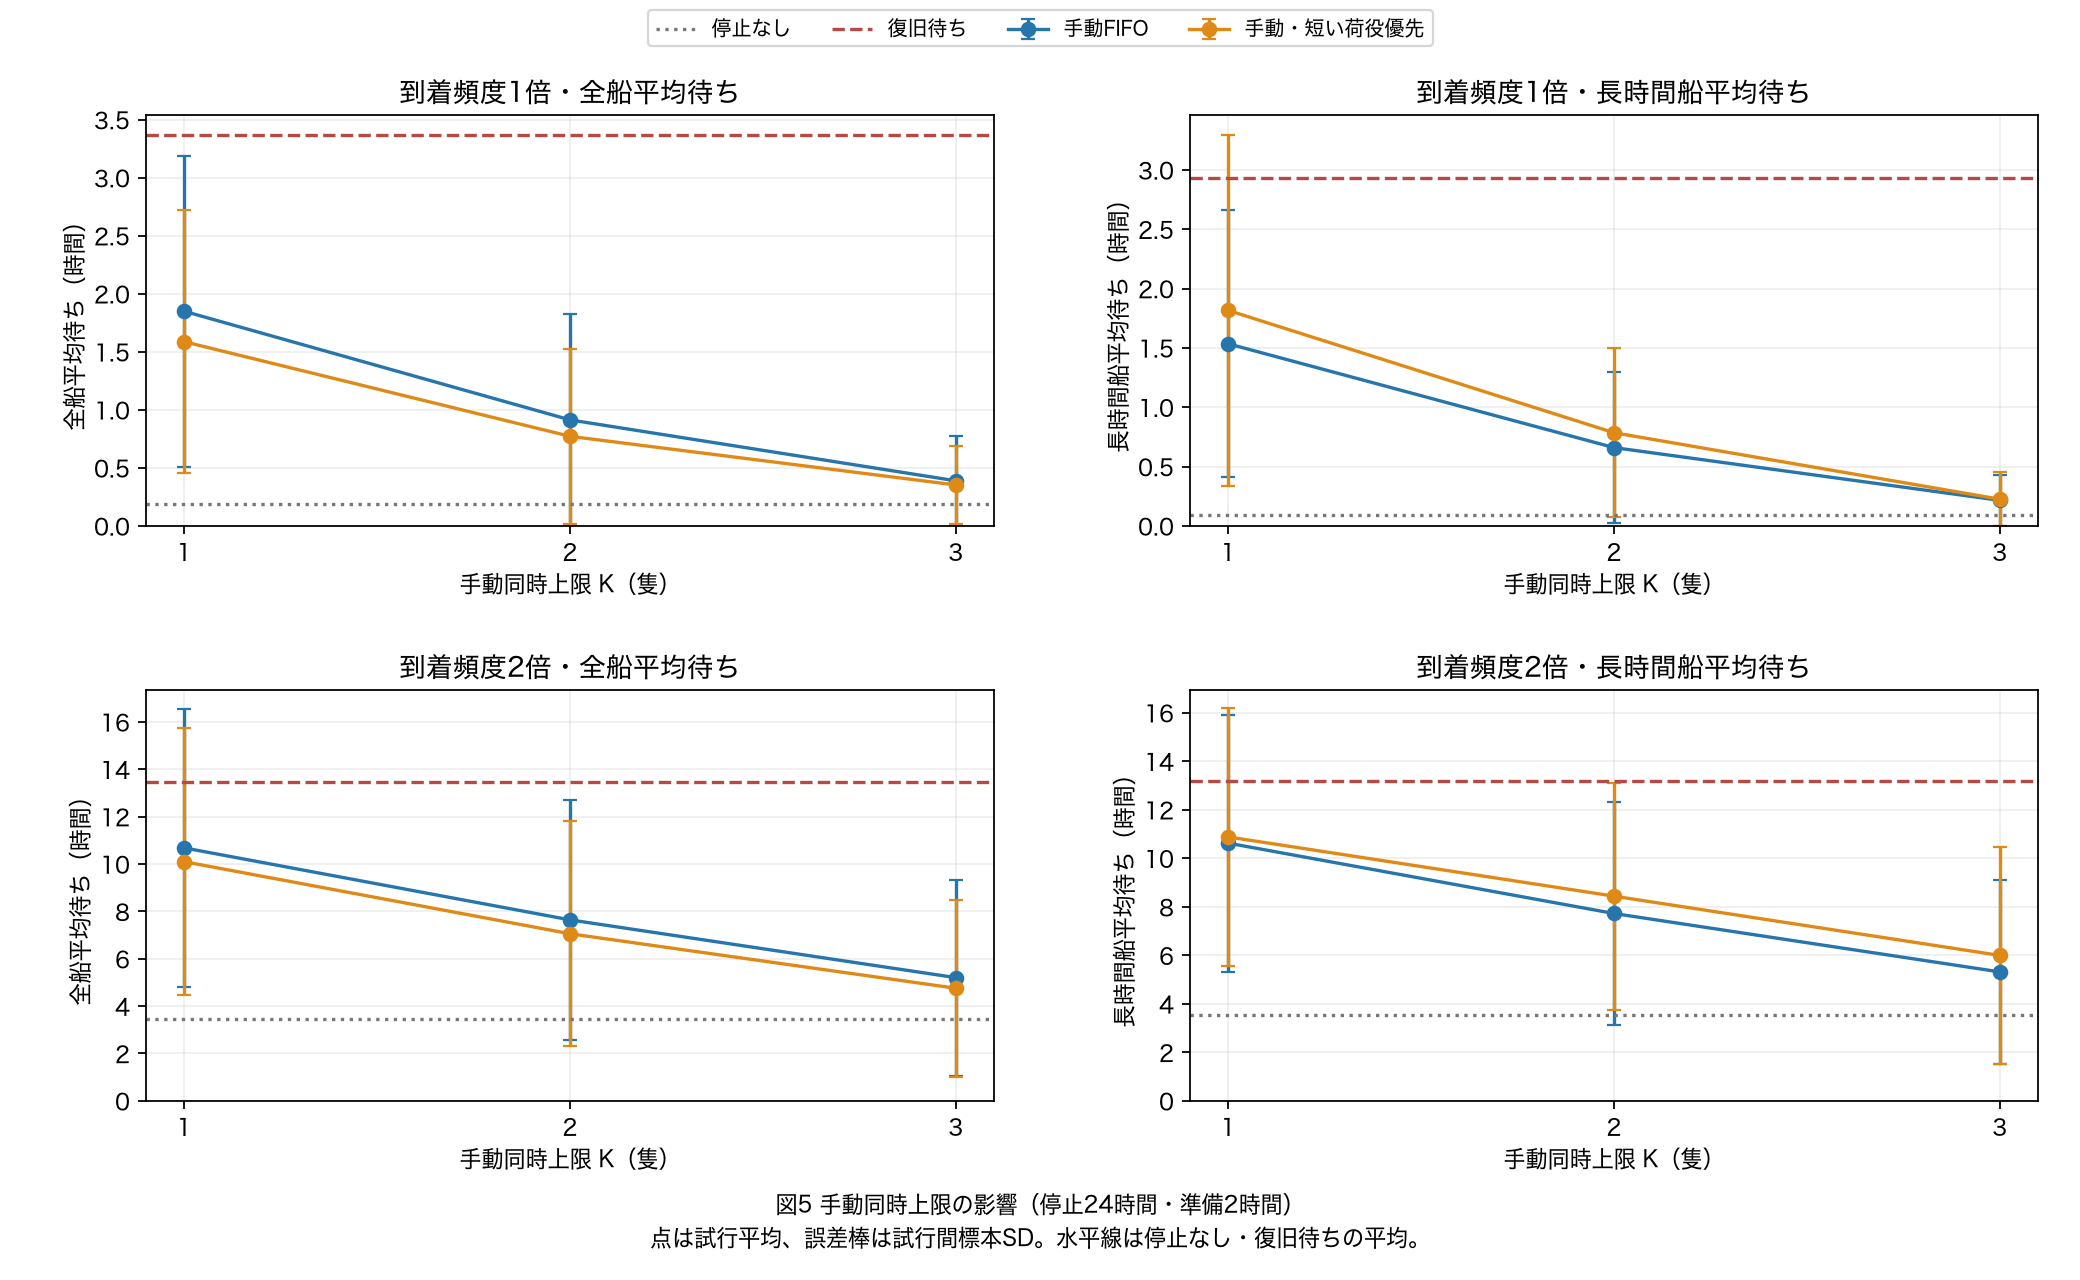 停止なし 復旧待ち 手動FIFO 手動・短い荷役優先
到着頻度1倍・全船平均待ち
全船平均待ち（時間）
3.5
3.0
2.5
2.0
1.5
1.0
0.5
0.0
1 2 3
手動同時上限 K（隻）
到着頻度1倍・長時間船平均待ち
長時間船平均待ち（時間）
3.0
2.5
2.0
1.5
1.0
0.5
0.0
1 2 3
手動同時上限 K（隻）
到着頻度2倍・全船平均待ち
全船平均待ち（時間）
16
14
12
10
8
6
4
2
0
1 2 3
手動同時上限 K（隻）
到着頻度2倍・長時間船平均待ち
長時間船平均待ち（時間）
16
14
12
10
8
6
4
2
0
1 2 3
手動同時上限 K（隻）
図5 手動同時上限の影響（停止24時間・準備2時間）
点は試行平均、誤差棒は試行間標本SD。水平線は停止なし・復旧待ちの平均。